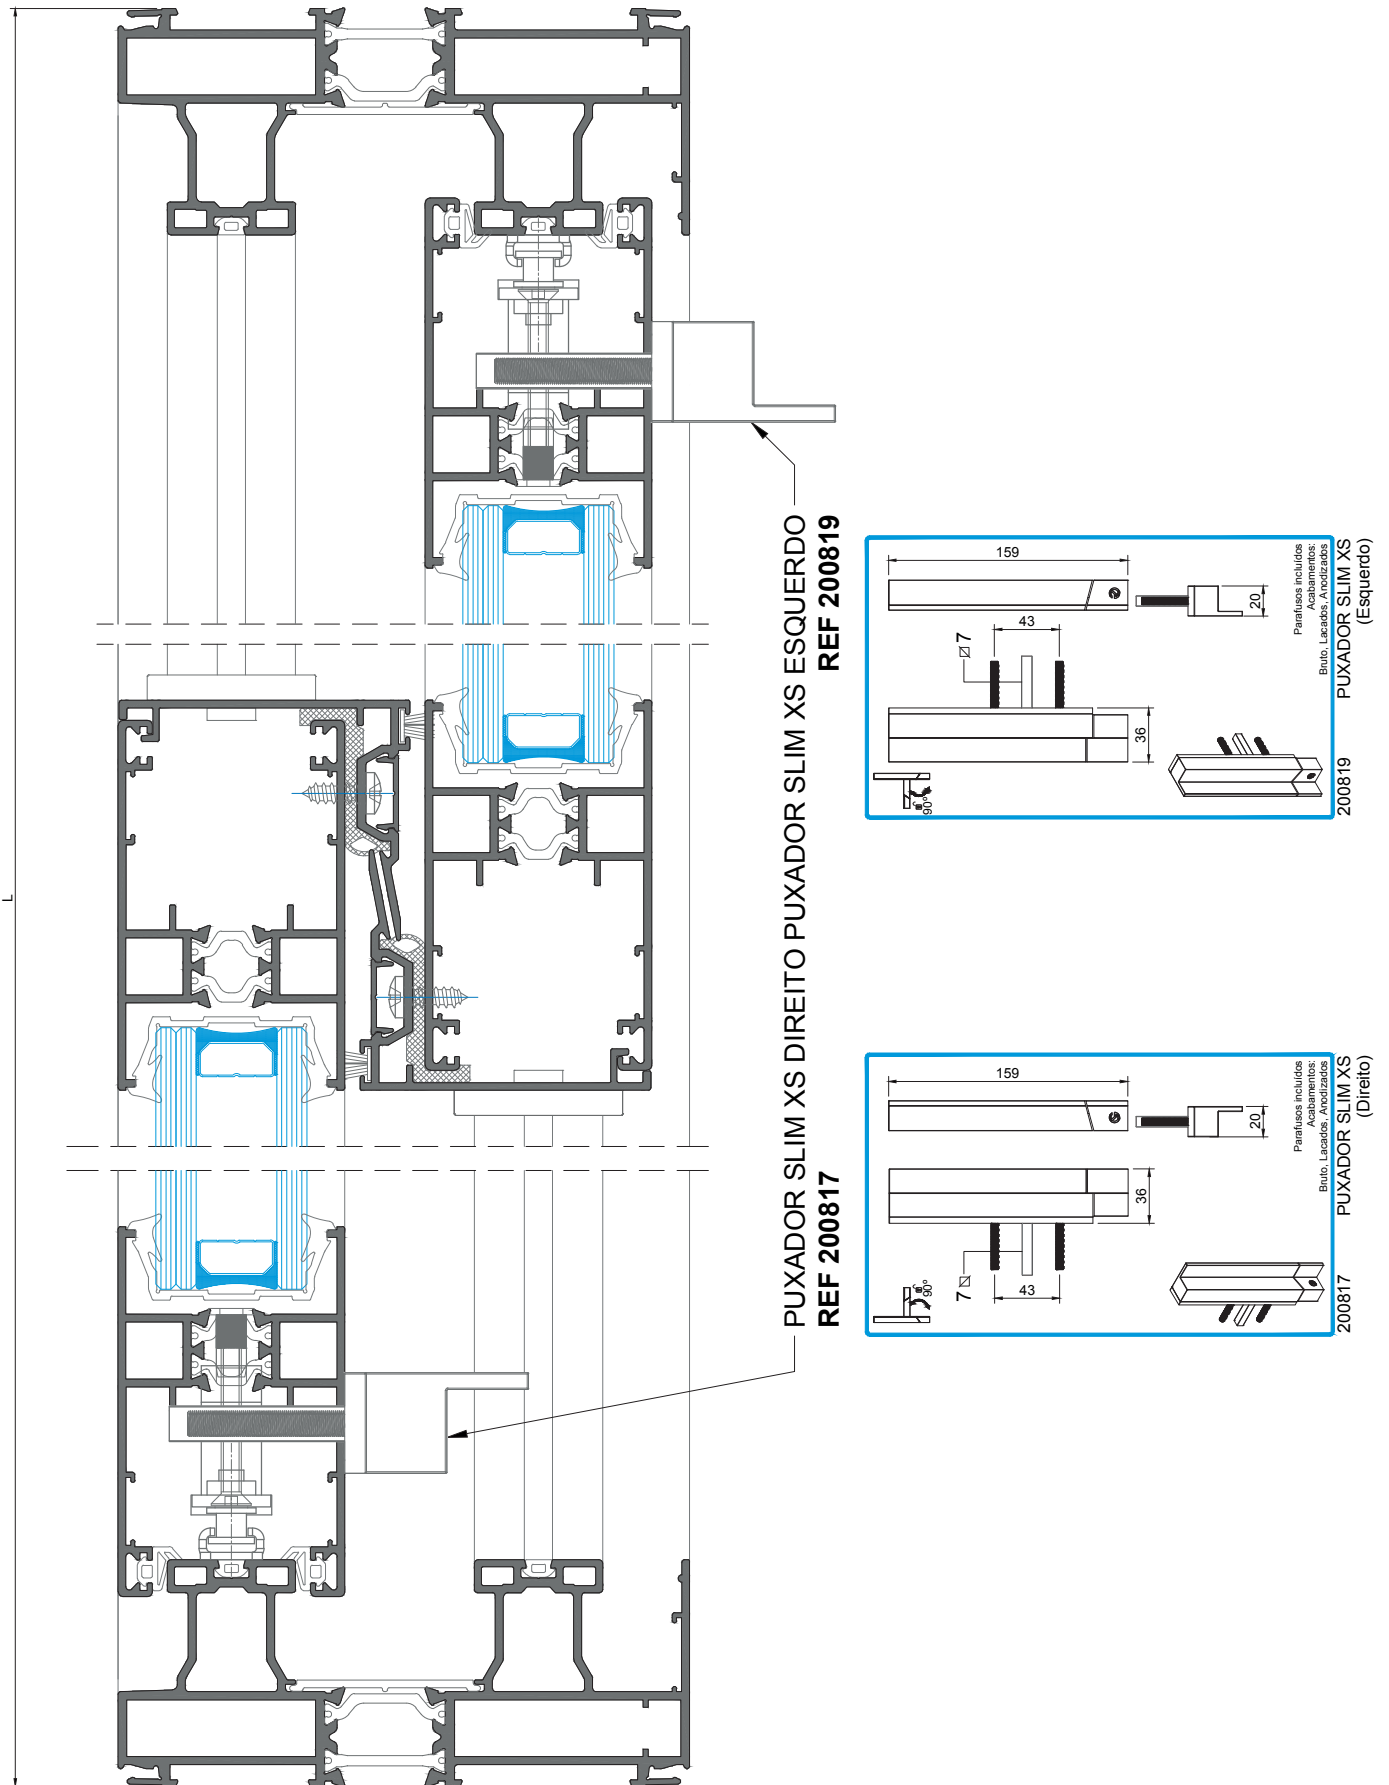 L
PUXADOR SLIM XS DIREITO
REF 200817
PUXADOR SLIM XS ESQUERDO
REF 200819
159
36
43
7
20
90°
Parafusos incluídos
Acabamentos:
Bruto, Lacados, Anodizados
200817
PUXADOR SLIM XS
(Direito)
159
36
43
7
20
90°
Parafusos incluídos
Acabamentos:
Bruto, Lacados, Anodizados
200819
PUXADOR SLIM XS
(Esquerdo)